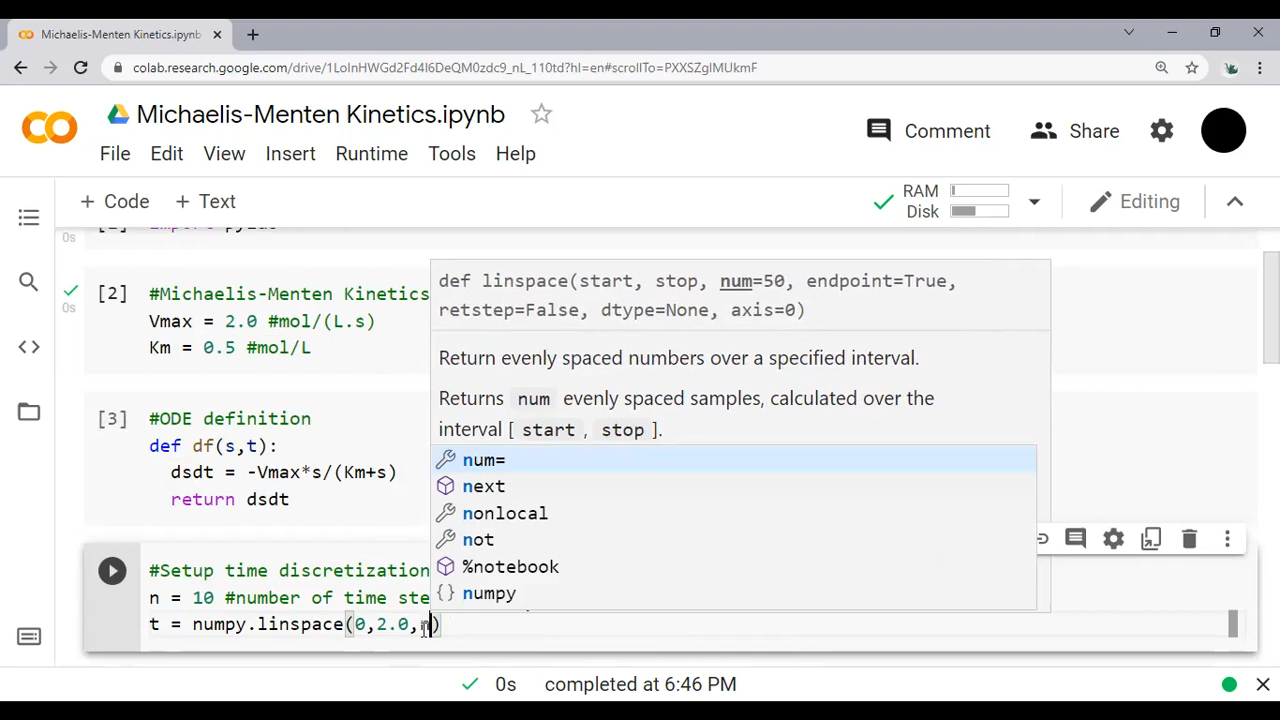 Michaelis-Menten Kinetics.ipynb
colab.research.google.com/drive/1LoInHWGd2Fd4I6DeQM0zdc9_nL_110td?hl=en#scrollTo=PXXSZgIMUkmF
Michaelis-Menten Kinetics.ipynb
Comment
Share
File Edit View Insert Runtime Tools Help
+ Code + Text
RAM
Disk
Editing
0s
[2]
0s
#Michaelis-Menten Kinetics
Vmax = 2.0 #mol/(L.s)
Km = 0.5 #mol/L
def linspace(start, stop, num=50, endpoint=True,
retstep=False, dtype=None, axis=0)
Return evenly spaced numbers over a specified interval.
Returns num evenly spaced samples, calculated over the
interval [ start , stop ].
[3]
#ODE definition
def df(s,t):
dsdt = -Vmax*s/(Km+s)
return dsdt
num=
next
nonlocal
not
%notebook
numpy
#Setup time discretization
n = 10 #number of time ste
t = numpy.linspace(0,2.0,n)
0s completed at 6:46 PM